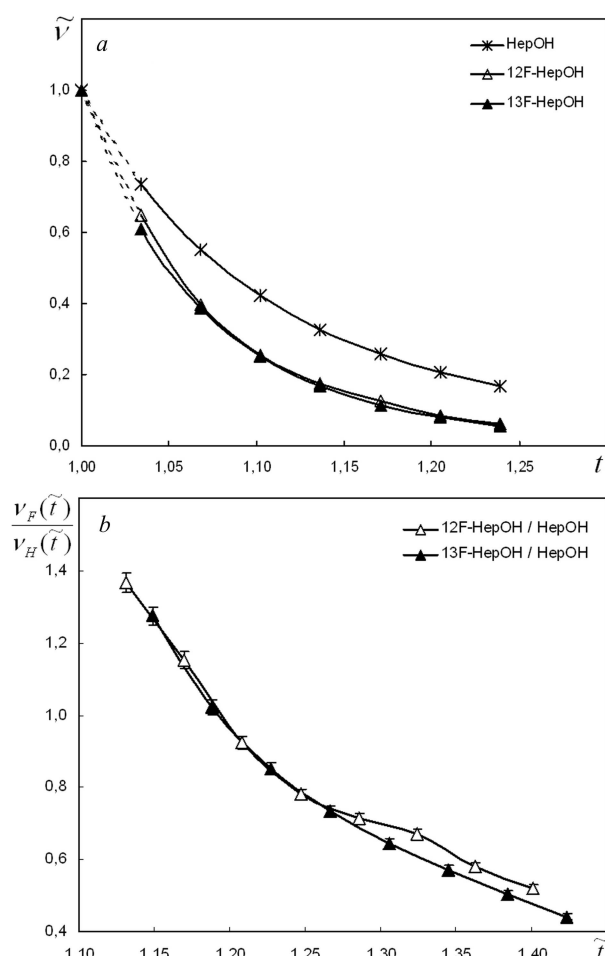 ṽ
a
HepOH
12F-HepOH
13F-HepOH
1,0
0,8
0,6
0,4
0,2
0,0
1,00 1,05 1,10 1,15 1,20 1,25 t
ν_F(t̃)
ν_H(t̃)
b
12F-HepOH / HepOH
13F-HepOH / HepOH
1,4
1,2
1,0
0,8
0,6
0,4
1,10 1,15 1,20 1,25 1,30 1,35 1,40 t̃